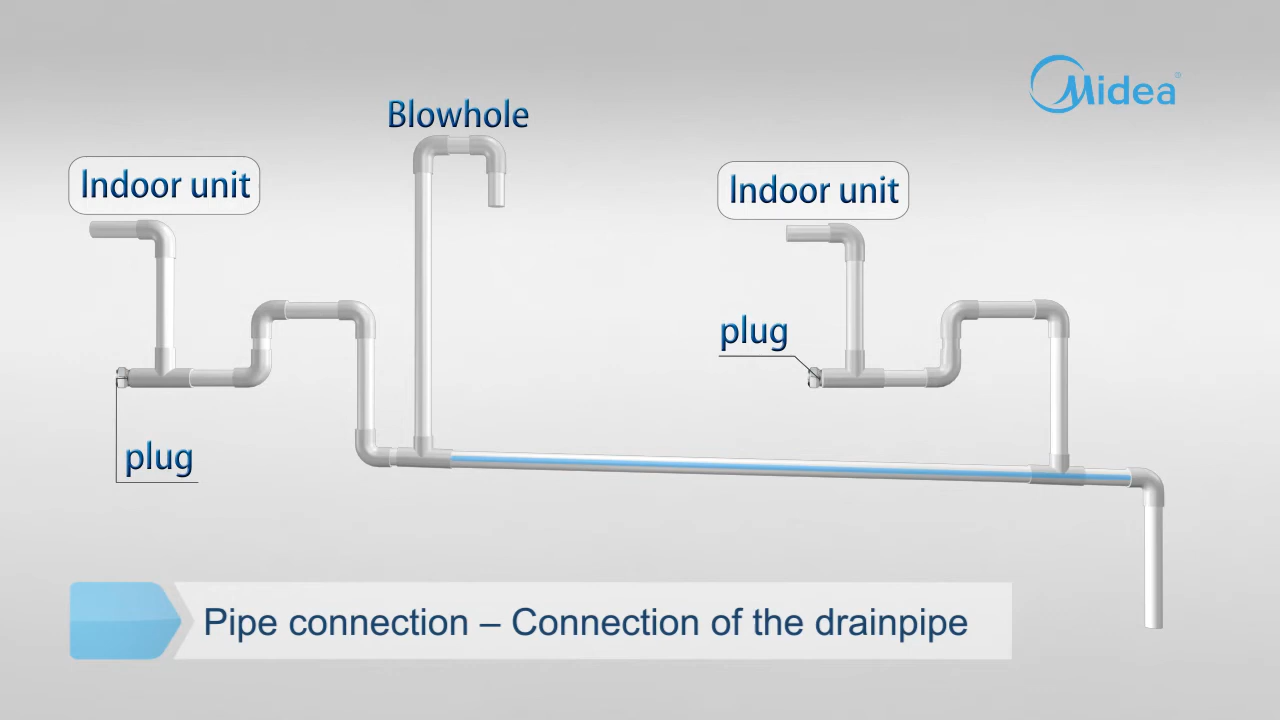 Blowhole
Midea®
Indoor unit
Indoor unit
plug
plug
Pipe connection – Connection of the drainpipe